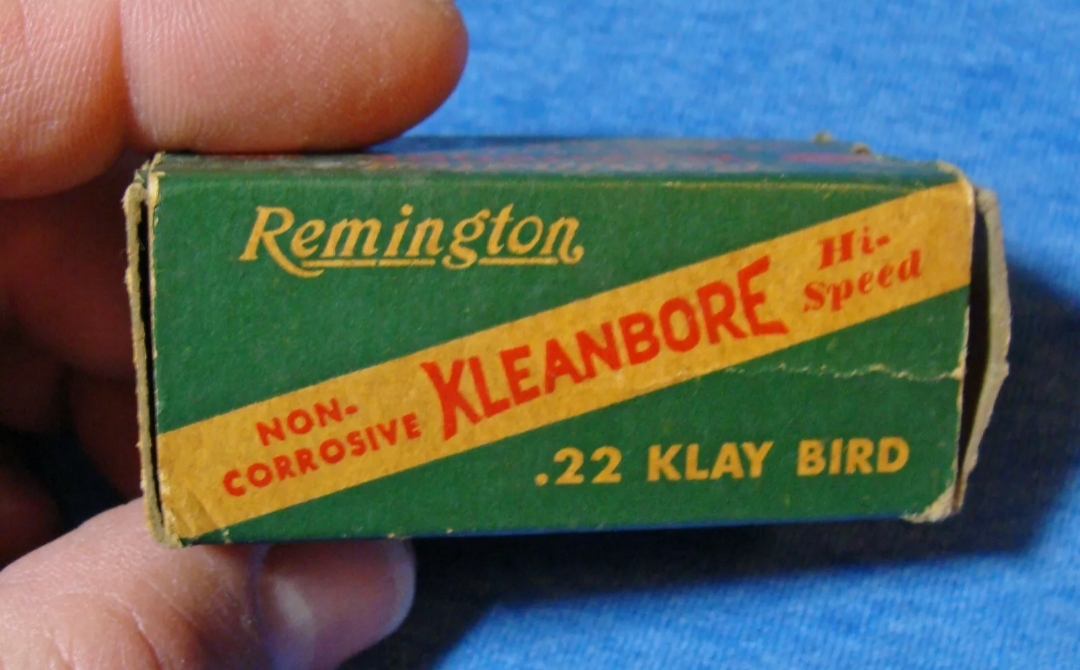 Remington
NON-
CORROSIVE KLEANBORE Hi-
Speed
.22 KLAY BIRD